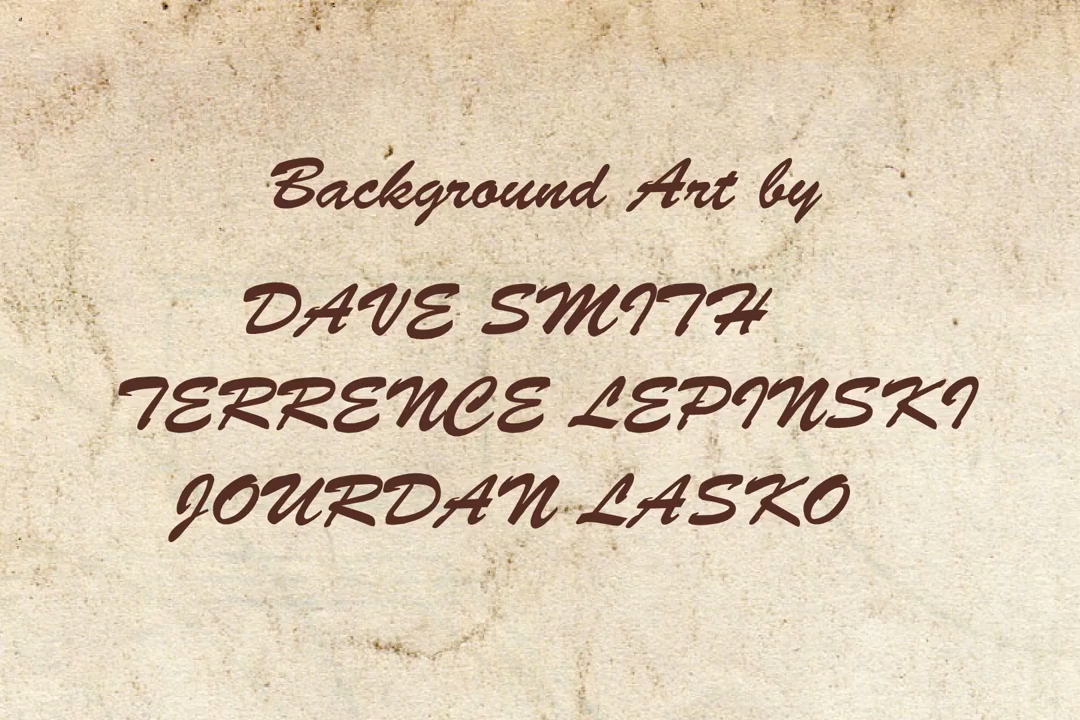 Background Art by
DAVE SMITH
TERRENCE LEPINSKI
JOURDAN LASKO